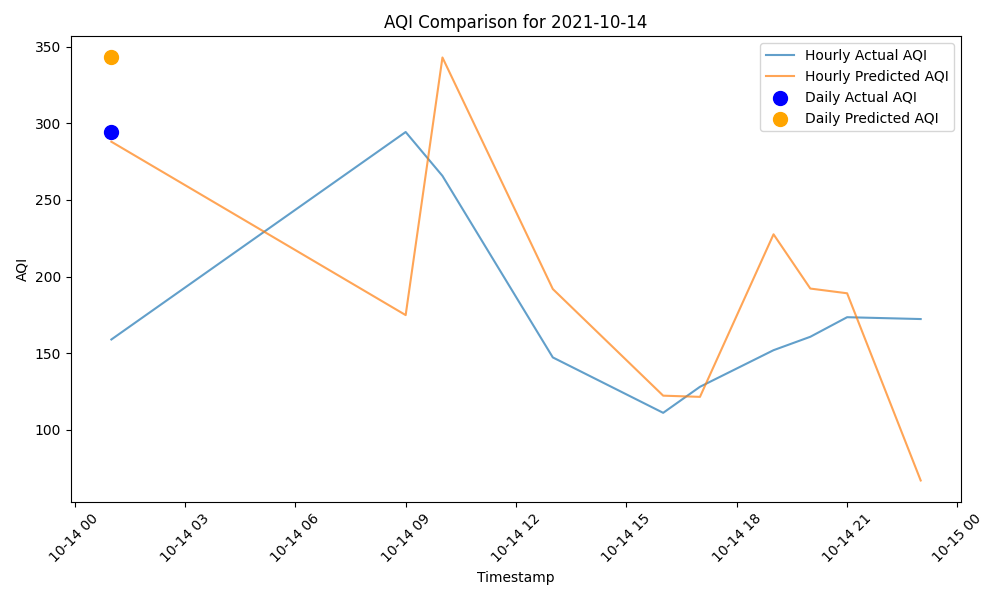 AQI Comparison for 2021-10-14
Hourly Actual AQI
Hourly Predicted AQI
Daily Actual AQI
Daily Predicted AQI
AQI
350
300
250
200
150
100
10-14 00
10-14 03
10-14 06
10-14 09
10-14 12
10-14 15
10-14 18
10-14 21
10-15 00
Timestamp